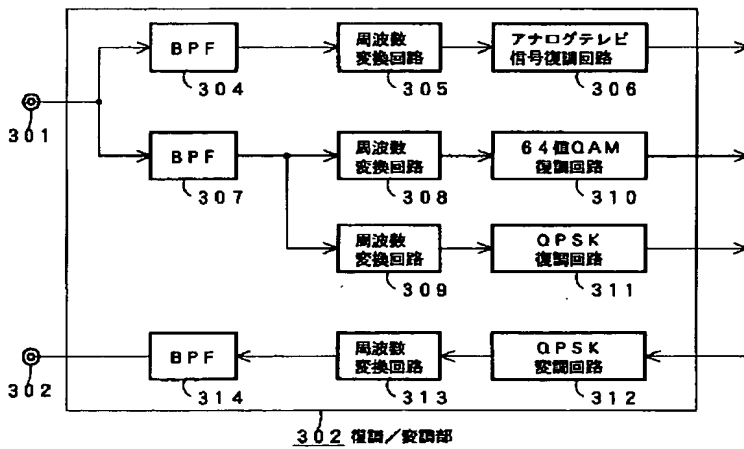 BPF
304
周波数
変換回路
305
アナログテレビ
信号復調回路
306
301
BPF
307
周波数
変換回路
308
64値QAM
復調回路
310
周波数
変換回路
309
QPSK
復調回路
311
302
BPF
314
周波数
変換回路
313
QPSK
変調回路
312
302 復調/変調部